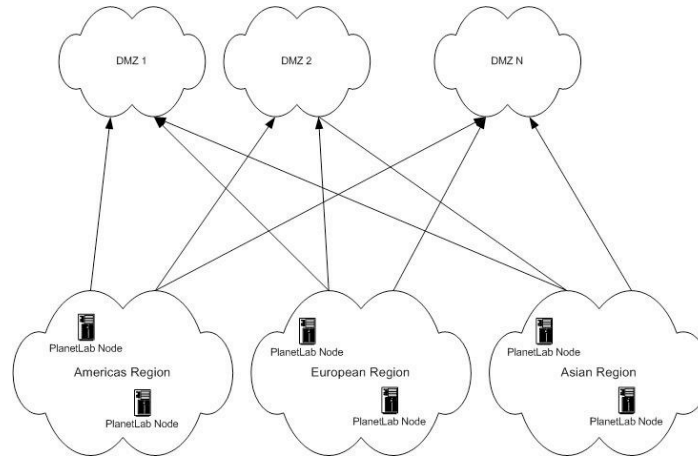 DMZ 1
DMZ 2
DMZ N
PlanetLab Node
Americas Region
PlanetLab Node
PlanetLab Node
European Region
PlanetLab Node
PlanetLab Node
Asian Region
PlanetLab Node